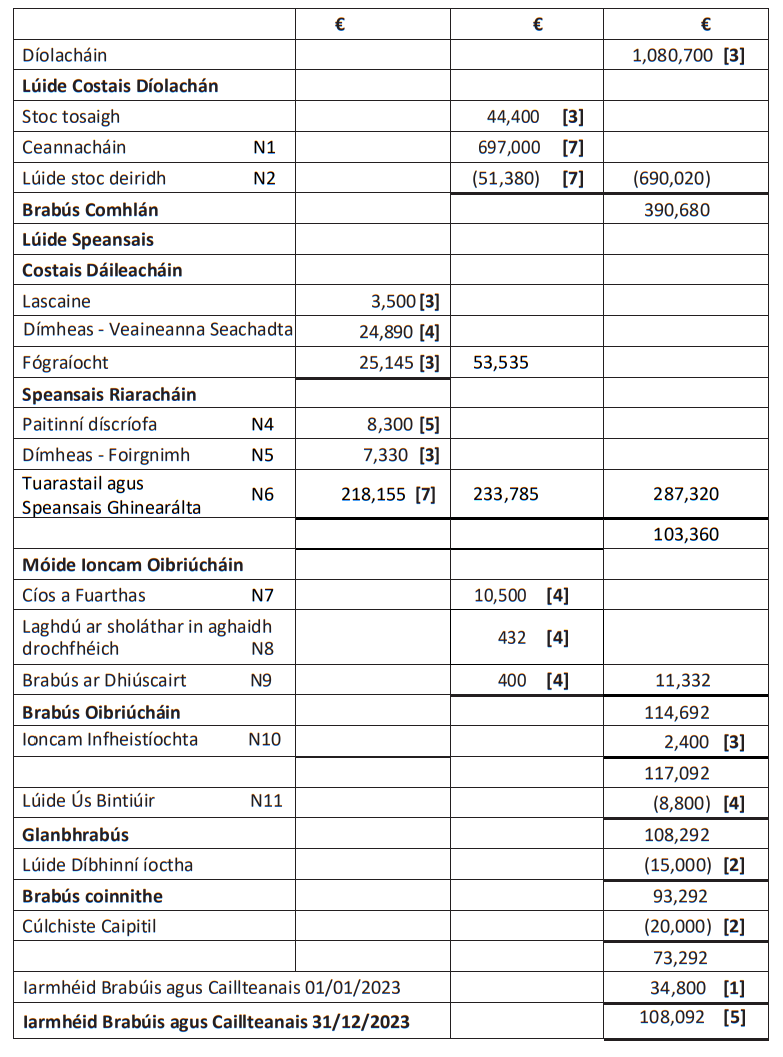 € € €
Díolacháin 1,080,700 [3]
Lúide Costais Díolachán
Stoc tosaigh 44,400 [3]
Ceannacháin N1 697,000 [7]
Lúide stoc deiridh N2 (51,380) [7] (690,020)
Brabús Comhlán 390,680
Lúide Speansais
Costais Dáileacháin
Lascaine 3,500 [3]
Dímheas - Veaineanna Seachadta 24,890 [4]
Fógraíocht 25,145 [3] 53,535
Speansais Riaracháin
Paitinní díscríofa N4 8,300 [5]
Dímheas - Foirgnimh N5 7,330 [3]
Tuarastail agus
Speansais Ghinearálta N6 218,155 [7] 233,785 287,320
103,360
Móide Ioncam Oibriúcháin
Cíos a Fuarthas N7 10,500 [4]
Laghdú ar sholáthar in aghaidh
drochfhéich N8 432 [4]
Brabús ar Dhiúscairt N9 400 [4] 11,332
Brabús Oibriúcháin 114,692
Ioncam Infheistíochta N10 2,400 [3]
117,092
Lúide Ús Bintiúir N11 (8,800) [4]
Glanbhrabús 108,292
Lúide Díbhinní íoctha (15,000) [2]
Brabús coinnithe 93,292
Cúlchiste Caipitil (20,000) [2]
73,292
Iarmhéid Brabúis agus Caillteanais 01/01/2023 34,800 [1]
Iarmhéid Brabúis agus Caillteanais 31/12/2023 108,092 [5]